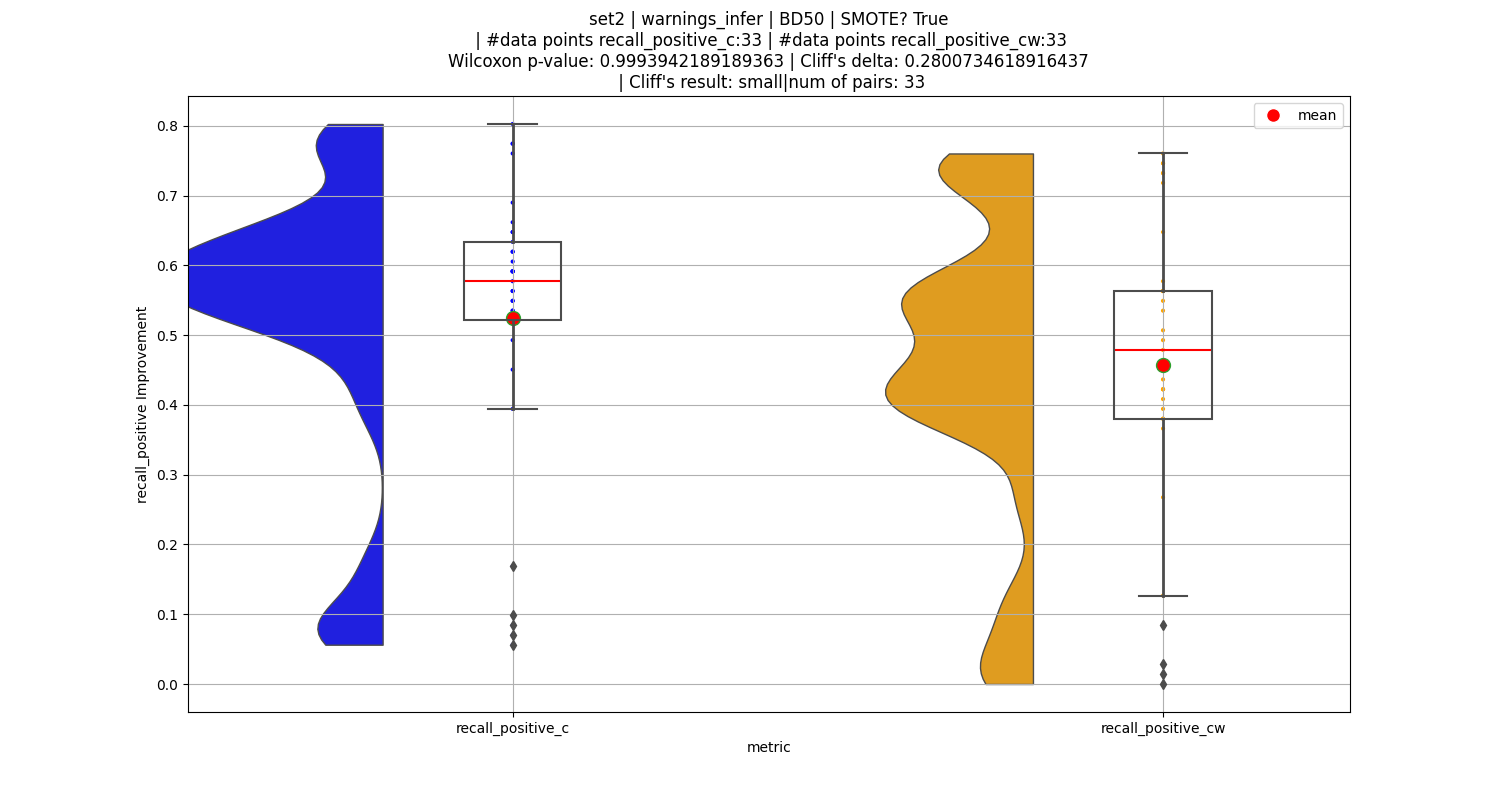 set2 | warnings_infer | BD50 | SMOTE? True
| #data points recall_positive_c:33 | #data points recall_positive_cw:33
Wilcoxon p-value: 0.9993942189189363 | Cliff's delta: 0.2800734618916437
| Cliff's result: small|num of pairs: 33
mean
0.8
0.7
0.6
0.5
0.4
0.3
0.2
0.1
0.0
recall_positive Improvement
recall_positive_c
recall_positive_cw
metric